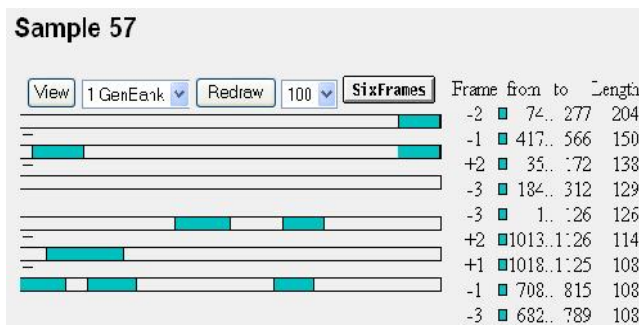 Sample 57
View 1 GenBank Redraw 100 SixFrames
Frame from to Length
-2 74.. 277 204
-1 417.. 566 150
+2 35.. 172 138
-3 184.. 312 129
-3 1.. 126 126
+2 1013..1126 114
+1 1018..1125 108
-1 708.. 815 108
-3 682.. 789 108